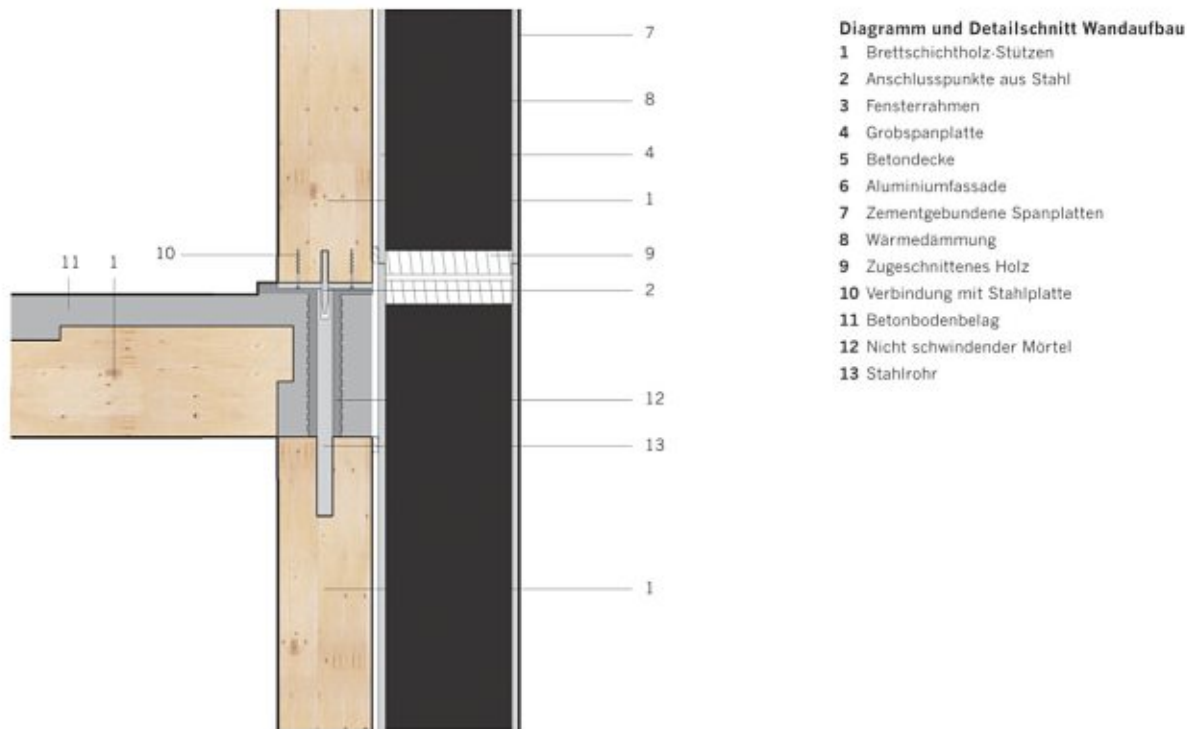 7
8
4
1
10
9
11 1
2
12
13
1
Diagramm und Detailschnitt Wandaufbau
1 Brettschichtholz-Stützen
2 Anschlusspunkte aus Stahl
3 Fensterrahmen
4 Grobspanplatte
5 Betondecke
6 Aluminiumfassade
7 Zementgebundene Spanplatten
8 Wärmedämmung
9 Zugeschnittenes Holz
10 Verbindung mit Stahlplatte
11 Betonbodenbelag
12 Nicht schwindender Mörtel
13 Stahlrohr